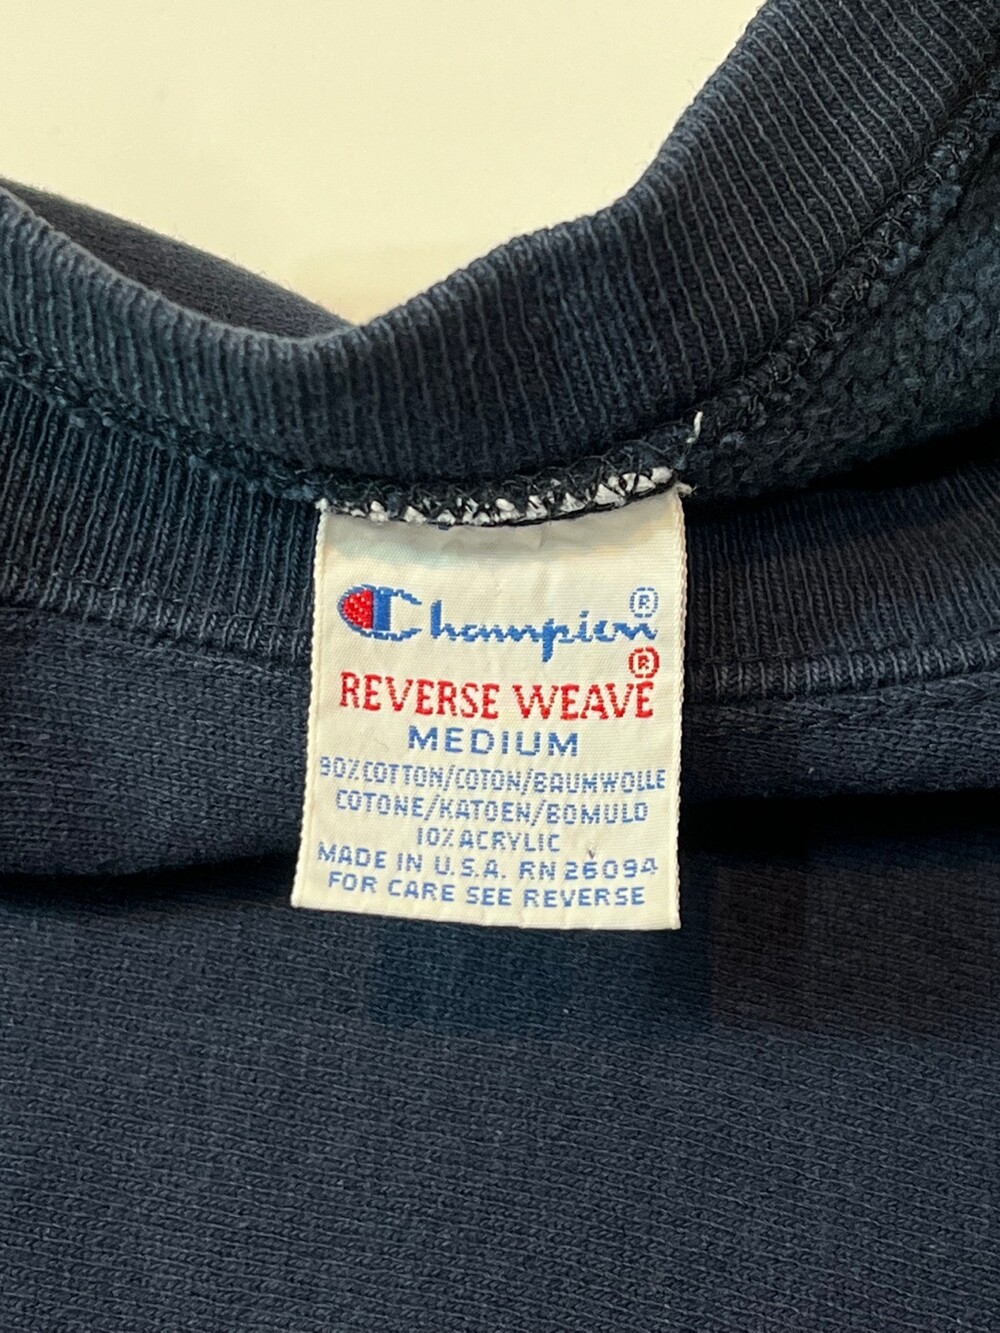 Champion®
REVERSE WEAVE®
MEDIUM
90% COTTON/COTON/BAUMWOLLE
COTONE/KATOEN/BOMULD
10% ACRYLIC
MADE IN U.S.A. RN 26094
FOR CARE SEE REVERSE